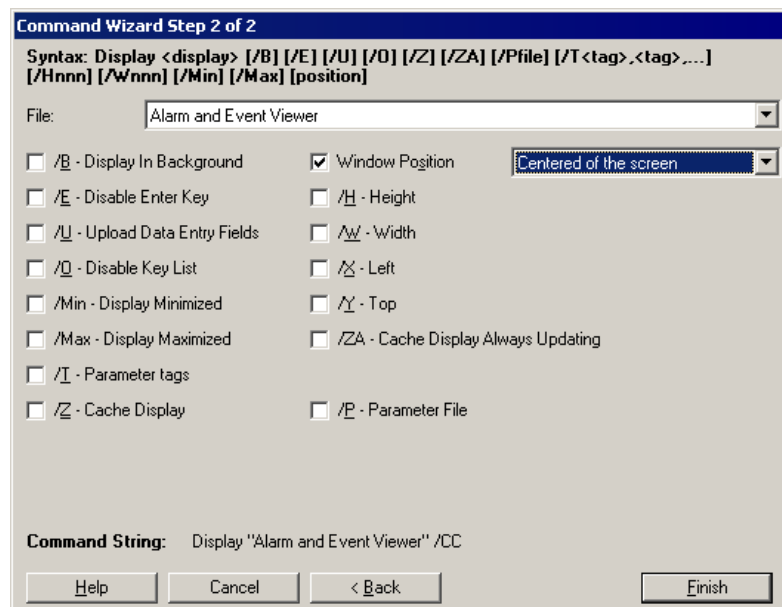 Command Wizard Step 2 of 2
Syntax: Display <display> [/B] [/E] [/U] [/O] [/Z] [/ZA] [/Pfile] [/T<tag>,<tag>,...]
[/Hnnn] [/Wnnn] [/Min] [/Max] [position]
File: Alarm and Event Viewer
/B - Display In Background
Window Position Centered of the screen
/E - Disable Enter Key
/H - Height
/U - Upload Data Entry Fields
/W - Width
/O - Disable Key List
/X - Left
/Min - Display Minimized
/Y - Top
/Max - Display Maximized
/ZA - Cache Display Always Updating
/T - Parameter tags
/Z - Cache Display
/P - Parameter File
Command String: Display "Alarm and Event Viewer" /CC
Help Cancel < Back Finish